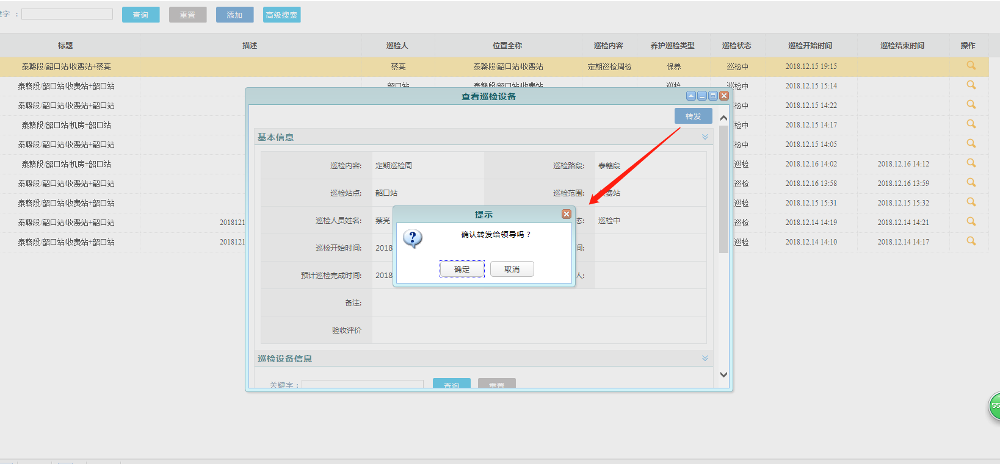 键字 : 查询 重置 添加 高级搜索
标题 描述 巡检人 位置全称 巡检内容 养护巡检类型 巡检状态 巡检开始时间 巡检结束时间 操作
泰赣段/韶口站/收费站+蔡亮 蔡亮 泰赣段/韶口站/收费站 定期巡检周检 保养 巡检中 2018.12.15 19:15
泰赣段/韶口站/收费站+韶口站 韶口站 泰赣段/韶口站/收费站 巡检 巡检中 2018.12.15 15:14
泰赣段/韶口站/收费站+韶口站 检中 2018.12.15 14:22
泰赣段/韶口站/机房+韶口站 检中 2018.12.15 14:17
泰赣段/韶口站/收费站+韶口站 检中 2018.12.15 14:05
泰赣段/韶口站/机房+韶口站 巡检 2018.12.16 14:02 2018.12.16 14:12
泰赣段/韶口站/收费站+韶口站 巡检 2018.12.16 13:58 2018.12.16 13:59
泰赣段/韶口站/收费站+韶口站 巡检 2018.12.15 15:31 2018.12.15 15:32
泰赣段/韶口站/收费站+韶口站 2018121 巡检 2018.12.14 14:19 2018.12.14 14:21
泰赣段/韶口站/收费站+韶口站 2018121 巡检 2018.12.14 14:10 2018.12.14 14:17
查看巡检设备
转发
基本信息
巡检内容: 定期巡检周 巡检路段: 泰赣段
巡检站点: 韶口站 巡检范围: 费站
巡检人员姓名: 蔡亮 态: 巡检中
巡检开始时间: 2018 间:
预计巡检完成时间: 2018 人:
备注:
验收评价
提示
确认转发给领导吗？
确定 取消
巡检设备信息
关键字 : 查询 重置
55